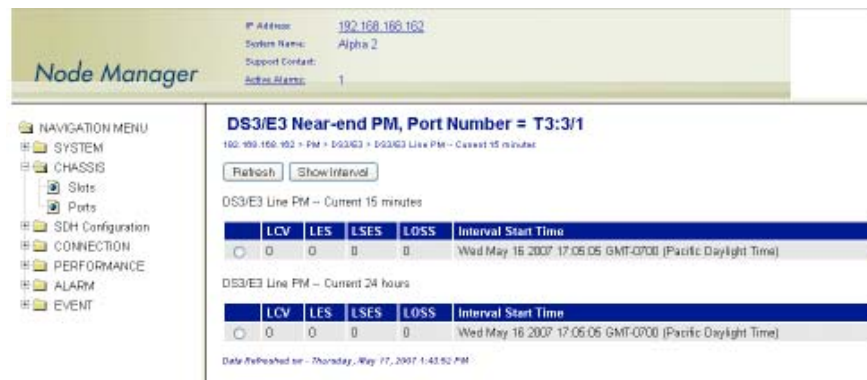 Node Manager
IP Address: 192.168.168.162
System Name: Alpha 2
Support Contact:
Active Alarms: 1
NAVIGATION MENU
SYSTEM
CHASSIS
Slots
Ports
SDH Configuration
CONNECTION
PERFORMANCE
ALARM
EVENT
DS3/E3 Near-end PM, Port Number = T3:3/1
192.168.168.162 > PM > DS3/E3 > DS3/E3 Line PM -- Current 15 minutes
Refresh Show Interval
DS3/E3 Line PM -- Current 15 minutes
LCV LES LSES LOSS Interval Start Time
0 0 0 0 Wed May 16 2007 17:05:05 GMT-0700 (Pacific Daylight Time)
DS3/E3 Line PM -- Current 24 hours
LCV LES LSES LOSS Interval Start Time
0 0 0 0 Wed May 16 2007 17:05:05 GMT-0700 (Pacific Daylight Time)
Data Refreshed on - Thursday, May 17, 2007 1:43:52 PM